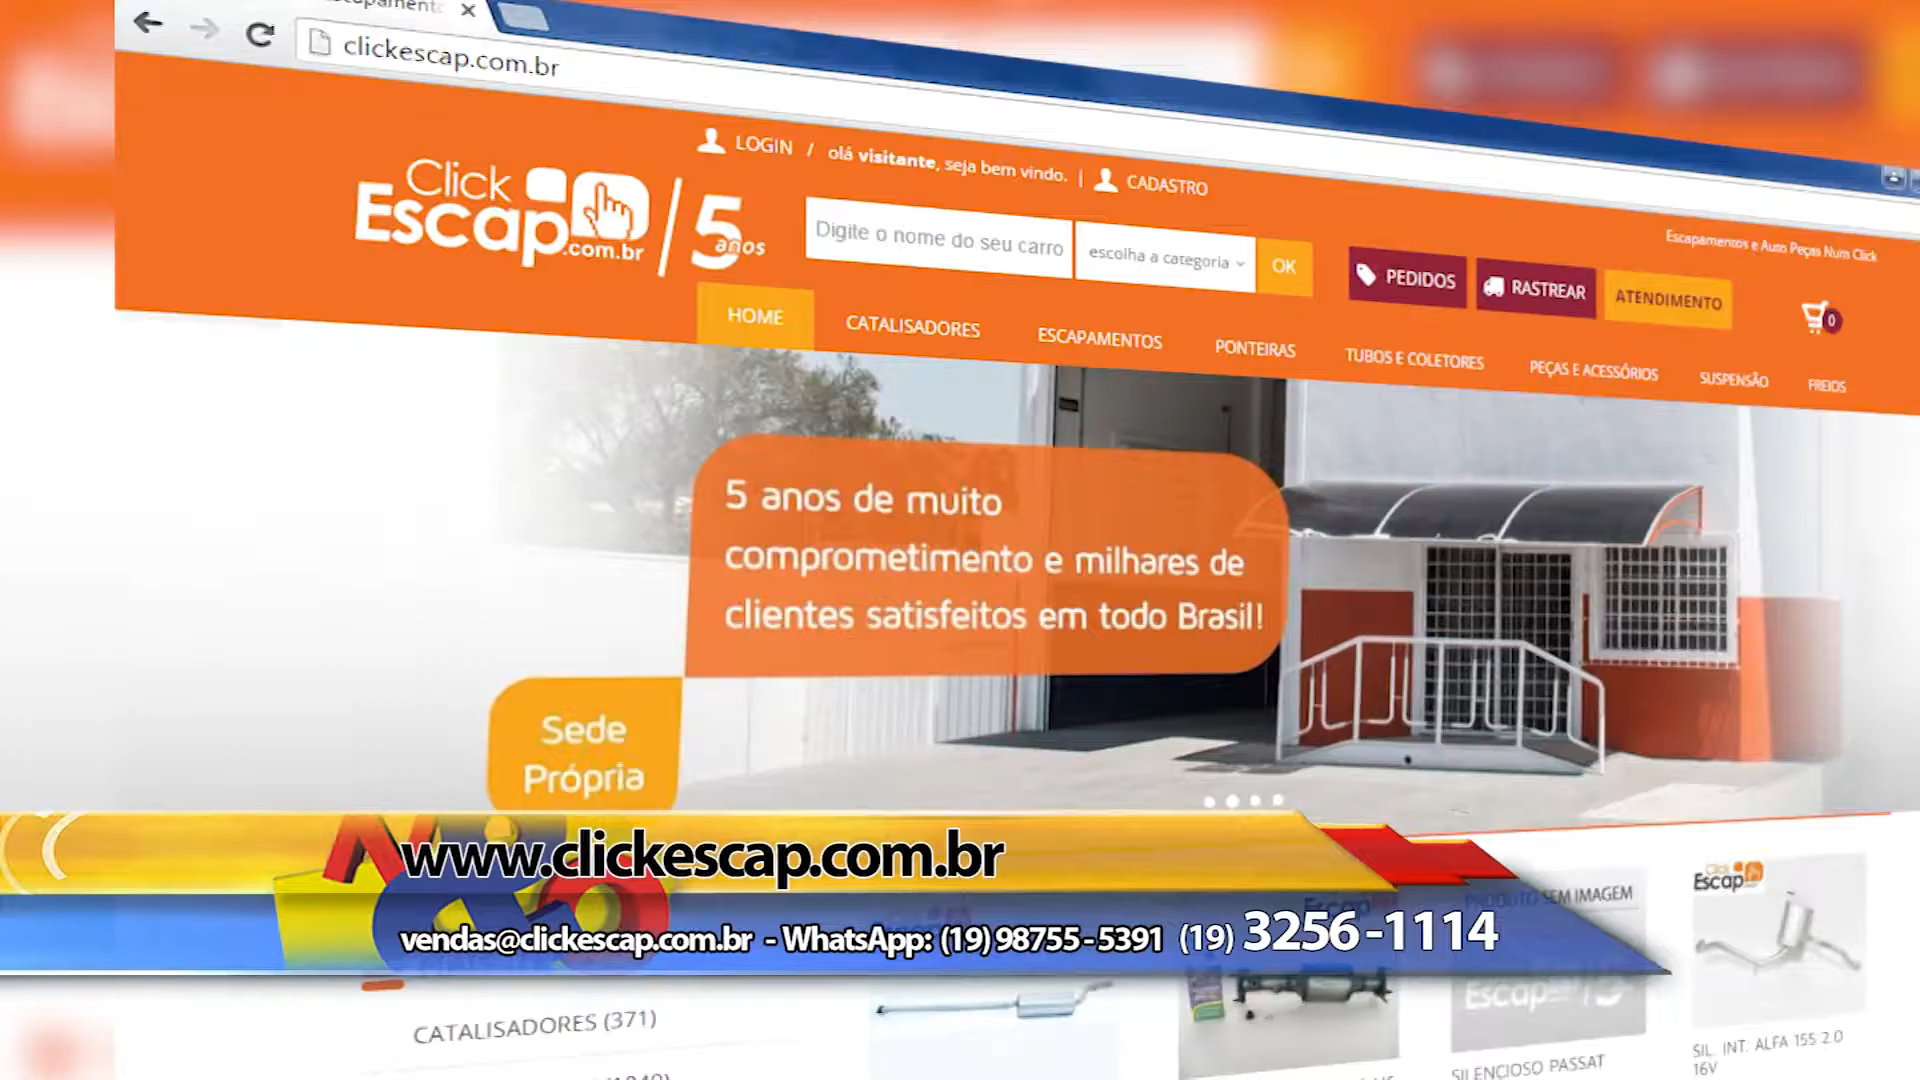 clickescap.com.br
LOGIN / olá visitante, seja bem vindo. | CADASTRO
Click
Escap
.com.br
5
anos
Digite o nome do seu carro
escolha a categoria
OK
PEDIDOS
RASTREAR
ATENDIMENTO
Escapamentos e Auto Peças Num Click
0
HOME
CATALISADORES
ESCAPAMENTOS
PONTEIRAS
TUBOS E COLETORES
PEÇAS E ACESSÓRIOS
SUSPENSÃO
FREIOS
5 anos de muito
comprometimento e milhares de
clientes satisfeitos em todo Brasil!
Sede
Própria
www.clickescap.com.br
vendas@clickescap.com.br - WhatsApp: (19) 98755-5391 (19) 3256-1114
CATALISADORES (371)
PRODUTO SEM IMAGEM
Escap
SILENCIOSO PASSAT
Click
Escap
SIL. INT. ALFA 155 2.0
16V